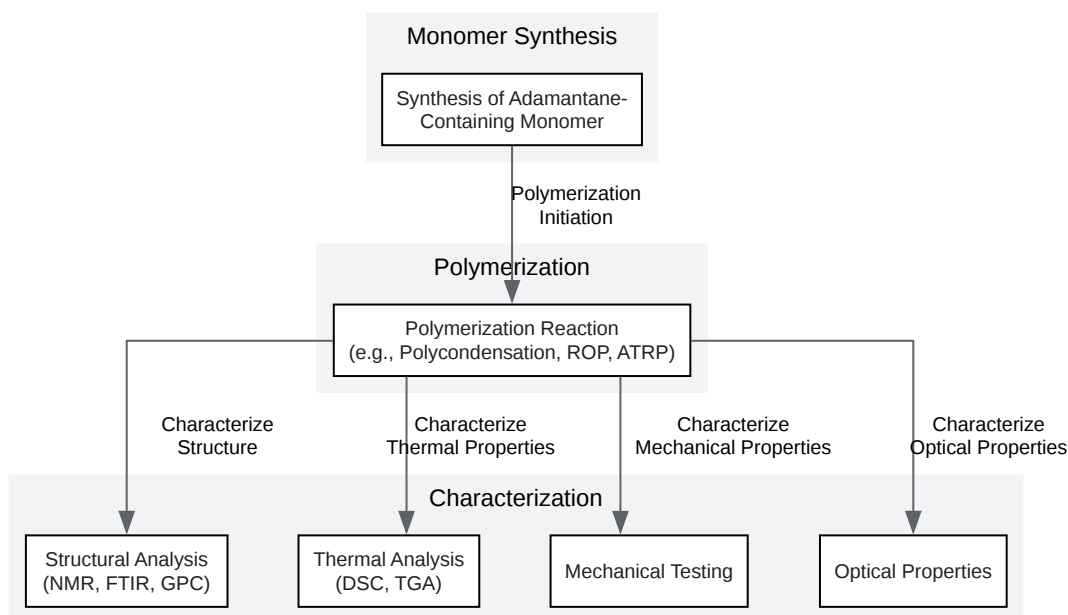 Monomer Synthesis
Synthesis of Adamantane-
Containing Monomer
Polymerization
Initiation
Polymerization
Polymerization Reaction
(e.g., Polycondensation, ROP, ATRP)
Characterize
Structure
Characterize
Thermal Properties
Characterize
Mechanical Properties
Characterize
Optical Properties
Characterization
Structural Analysis
(NMR, FTIR, GPC)
Thermal Analysis
(DSC, TGA)
Mechanical Testing
Optical Properties